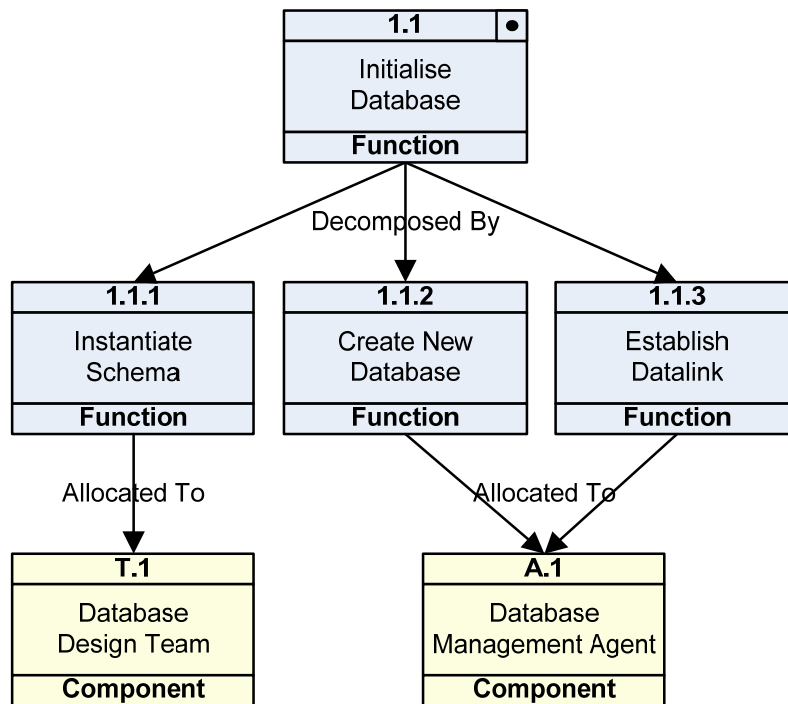 1.1
Initialise
Database
Function
Decomposed By
1.1.1
Instantiate
Schema
Function
1.1.2
Create New
Database
Function
1.1.3
Establish
Datalink
Function
Allocated To
Allocated To
T.1
Database
Design Team
Component
A.1
Database
Management Agent
Component